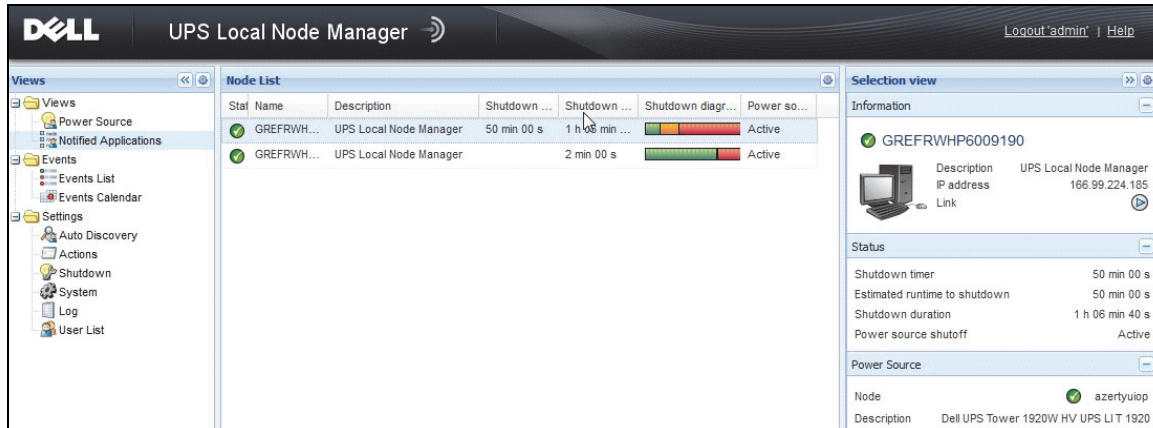 DELL UPS Local Node Manager Logout 'admin' | Help
Views
Views
Power Source
Notified Applications
Events
Events List
Events Calendar
Settings
Auto Discovery
Actions
Shutdown
System
Log
User List
Node List
Stat Name Description Shutdown ... Shutdown ... Shutdown diagr... Power so...
GREFRWH... UPS Local Node Manager 50 min 00 s 1 h 06 min ... Active
GREFRWH... UPS Local Node Manager 2 min 00 s Active
Selection view
Information
GREFRWHP6009190
Description UPS Local Node Manager
IP address 166.99.224.185
Link
Status
Shutdown timer 50 min 00 s
Estimated runtime to shutdown 50 min 00 s
Shutdown duration 1 h 06 min 40 s
Power source shutoff Active
Power Source
Node azertyuiop
Description Dell UPS Tower 1920W HV UPS LI T 1920